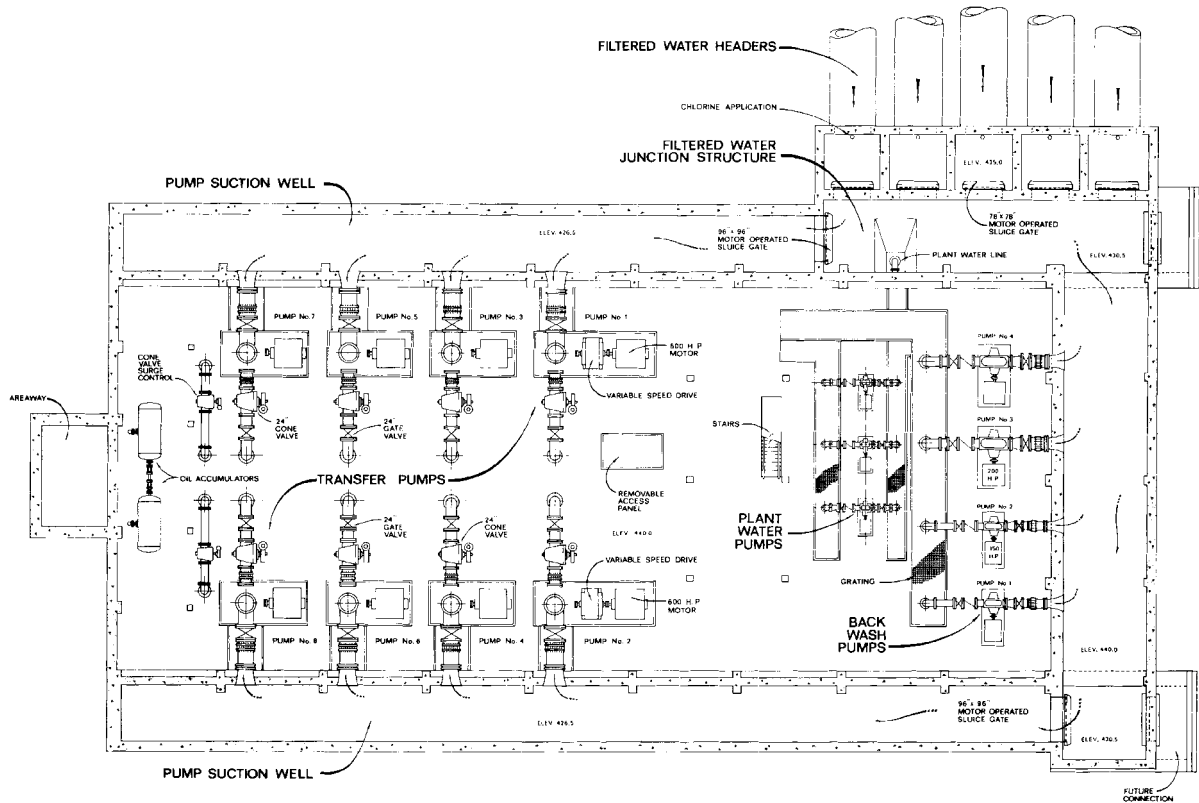 FILTERED WATER HEADERS
CHLORINE APPLICATION
FILTERED WATER
JUNCTION STRUCTURE
ELEV. 435.0
PUMP SUCTION WELL
78" x 78"
MOTOR OPERATED
SLUICE GATE
96" x 96"
MOTOR OPERATED
SLUICE GATE
ELEV. 426.5
PLANT WATER LINE
ELEV. 430.5
PUMP No. 7
PUMP No. 5
PUMP No. 3
PUMP No. 1
600 H P
MOTOR
PUMP No. 4
CONE
VALVE
SURGE
CONTROL
VARIABLE SPEED DRIVE
AREAWAY
24"
CONE
VALVE
24"
GATE
VALVE
STAIRS
PUMP No. 3
OIL ACCUMULATORS
TRANSFER PUMPS
200
H P
REMOVABLE
ACCESS
PANEL
PUMP No. 2
24"
GATE
VALVE
24"
CONE
VALVE
ELEV. 440.0
PLANT
WATER
PUMPS
150
H P
VARIABLE SPEED DRIVE
GRATING
PUMP No. 1
600 H P
MOTOR
BACK
WASH
PUMPS
PUMP No. 8
PUMP No. 6
PUMP No. 4
PUMP No. 2
ELEV. 440.0
96" x 96"
MOTOR OPERATED
SLUICE GATE
ELEV. 426.5
PUMP SUCTION WELL
FUTURE
CONNECTION